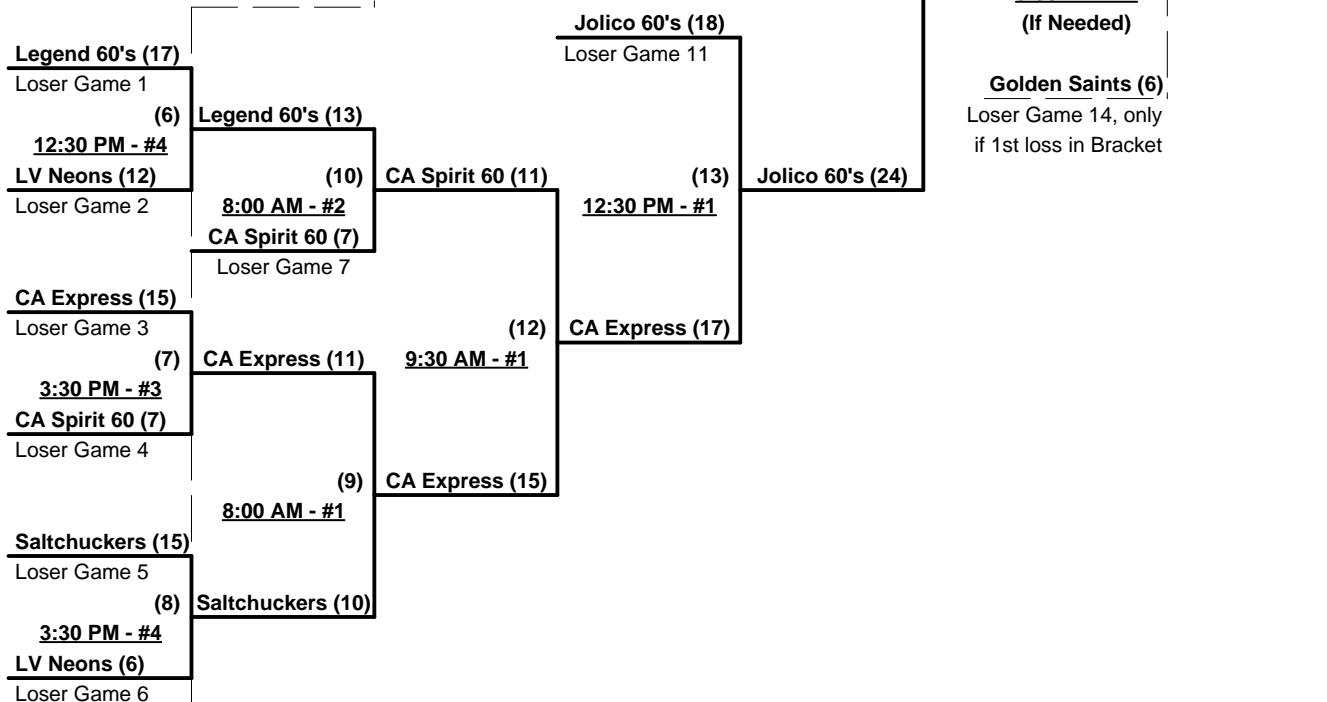 Jolico 60's (18)
Loser Game 11
(If Needed)
Legend 60's (17)
Loser Game 1
(6)
12:30 PM - #4
LV Neons (12)
Loser Game 2
Legend 60's (13)
(10)
8:00 AM - #2
CA Spirit 60 (7)
Loser Game 7
CA Spirit 60 (11)
(13)
12:30 PM - #1
Jolico 60's (24)
Golden Saints (6)
Loser Game 14, only
if 1st loss in Bracket
CA Express (15)
Loser Game 3
(7)
3:30 PM - #3
CA Spirit 60 (7)
Loser Game 4
CA Express (11)
(12)
9:30 AM - #1
CA Express (17)
(9)
8:00 AM - #1
CA Express (15)
Saltchuckers (15)
Loser Game 5
(8)
3:30 PM - #4
LV Neons (6)
Loser Game 6
Saltchuckers (10)